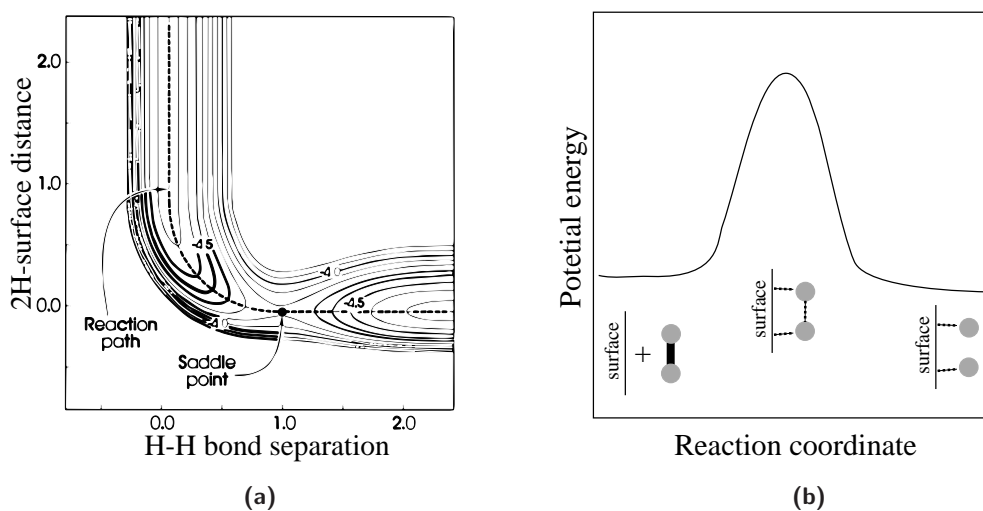 2.0
1.0
0.0
2H-surface distance
-4.5
-4.0
-4.5
-4.0
Reaction
path
Saddle
point
0.0 1.0 2.0
H-H bond separation
(a)
Potetial energy
surface
+
surface
surface
Reaction coordinate
(b)